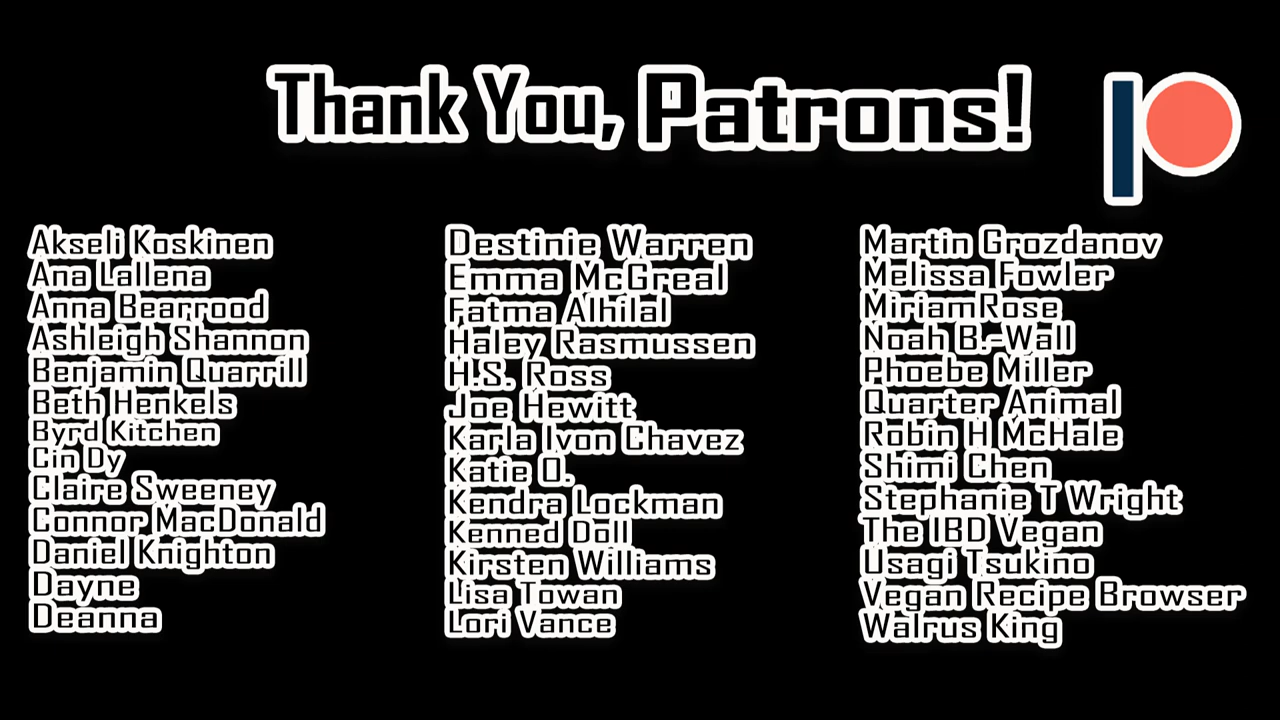 Thank You, Patrons!
Akseli Koskinen
Ana Lallena
Anna Bearrood
Ashleigh Shannon
Benjamin Quarrill
Beth Henkels
Byrd Kitchen
Cin Dy
Claire Sweeney
Connor MacDonald
Daniel Knighton
Dayne
Deanna
Destinie Warren
Emma McGreal
Fatma Alhilal
Haley Rasmussen
H.S. Ross
Joe Hewitt
Karla Ivon Chavez
Katie O.
Kendra Lockman
Kenned Doll
Kirsten Williams
Lisa Towan
Lori Vance
Martin Grozdanov
Melissa Fowler
MiriamRose
Noah B.-Wall
Phoebe Miller
Quarter Animal
Robin H McHale
Shimi Chen
Stephanie T Wright
The IBD Vegan
Usagi Tsukino
Vegan Recipe Browser
Walrus King